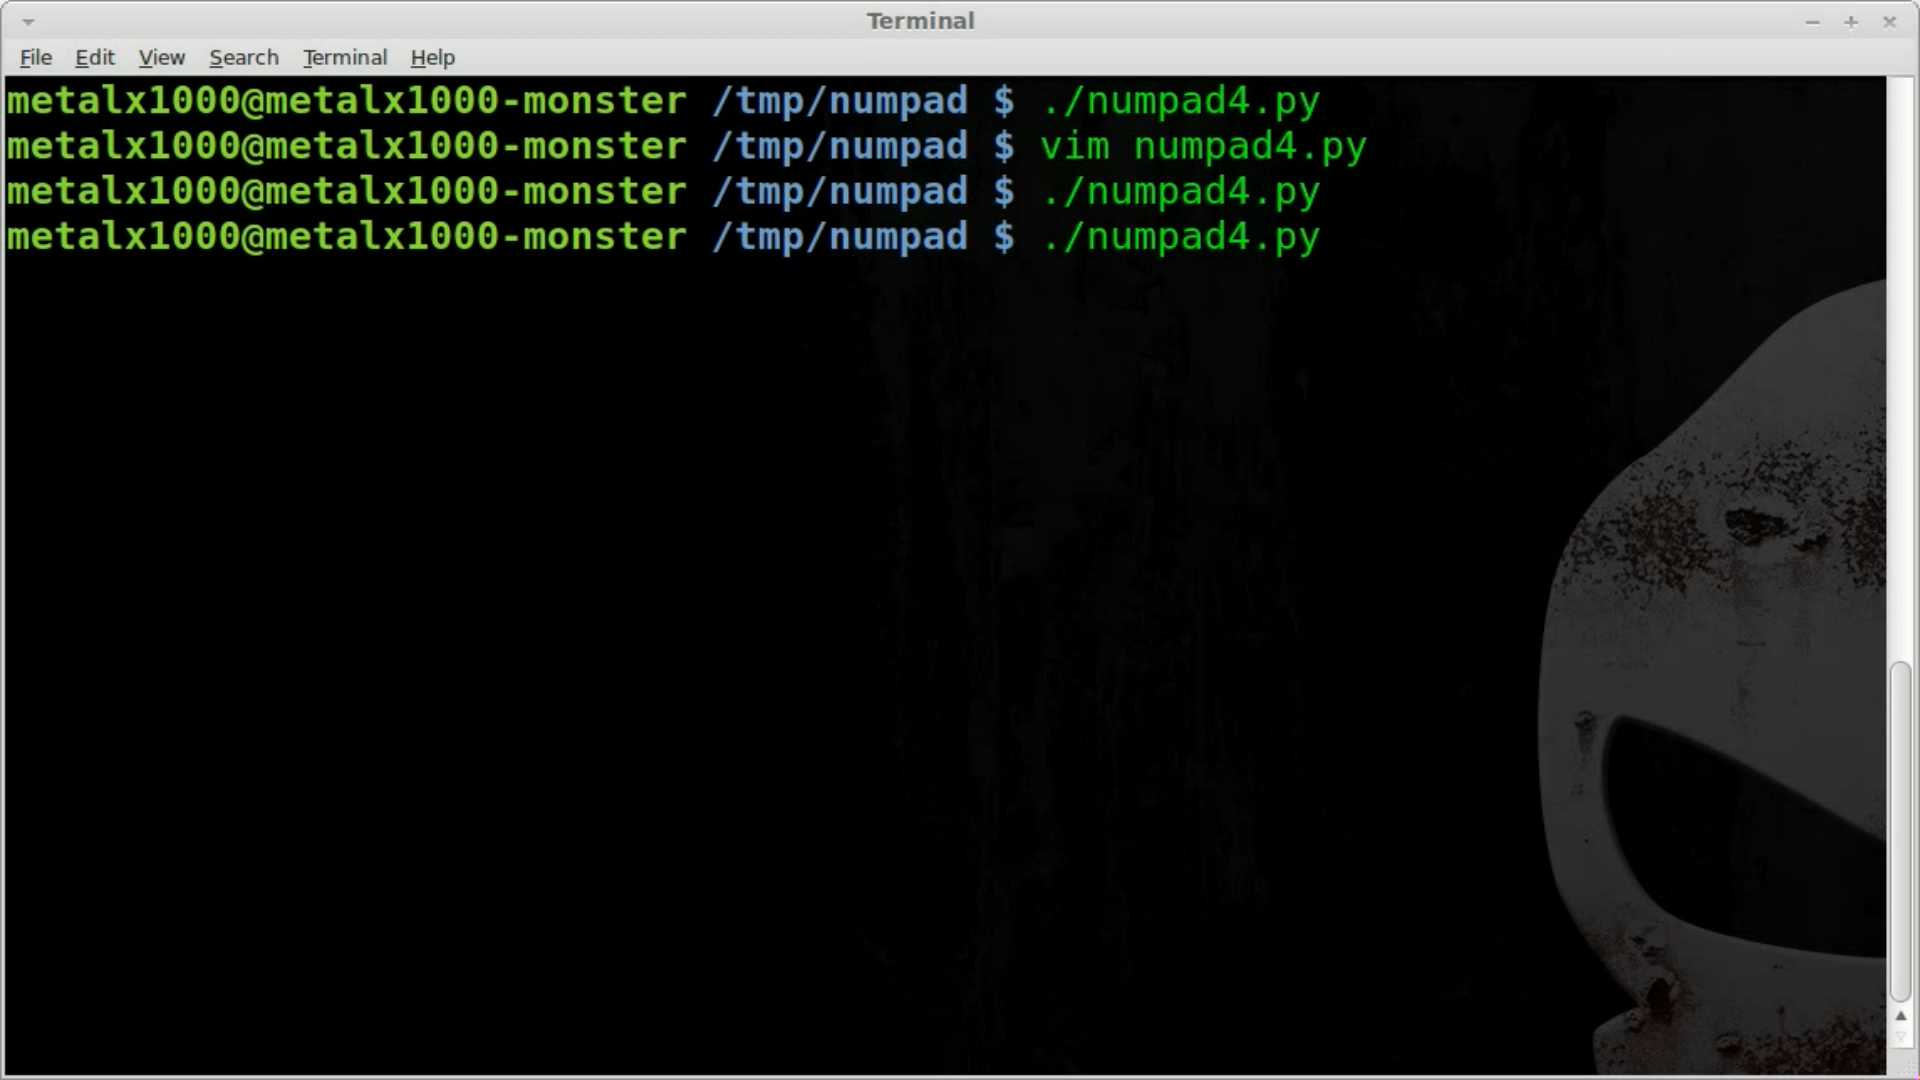 Terminal
File Edit View Search Terminal Help
metalx1000@metalx1000-monster /tmp/numpad $ ./numpad4.py
metalx1000@metalx1000-monster /tmp/numpad $ vim numpad4.py
metalx1000@metalx1000-monster /tmp/numpad $ ./numpad4.py
metalx1000@metalx1000-monster /tmp/numpad $ ./numpad4.py